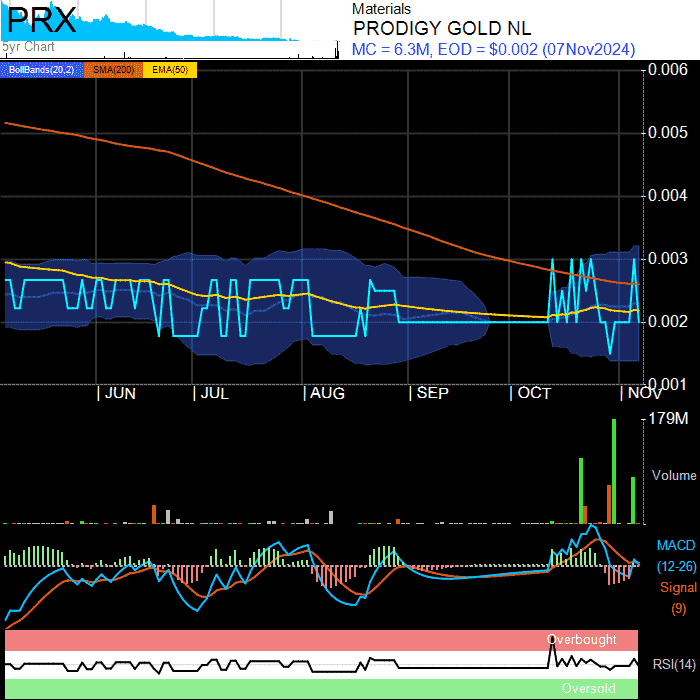 PRX
5yr Chart
Materials
PRODIGY GOLD NL
MC = 6.3M, EOD = $0.002 (07Nov2024)
BollBands(20,2) SMA(200) EMA(50)
0.006
0.005
0.004
0.003
0.002
0.001
JUN JUL AUG SEP OCT NOV
179M
Volume
MACD
(12-26)
Signal
(9)
Overbought
RSI(14)
Oversold